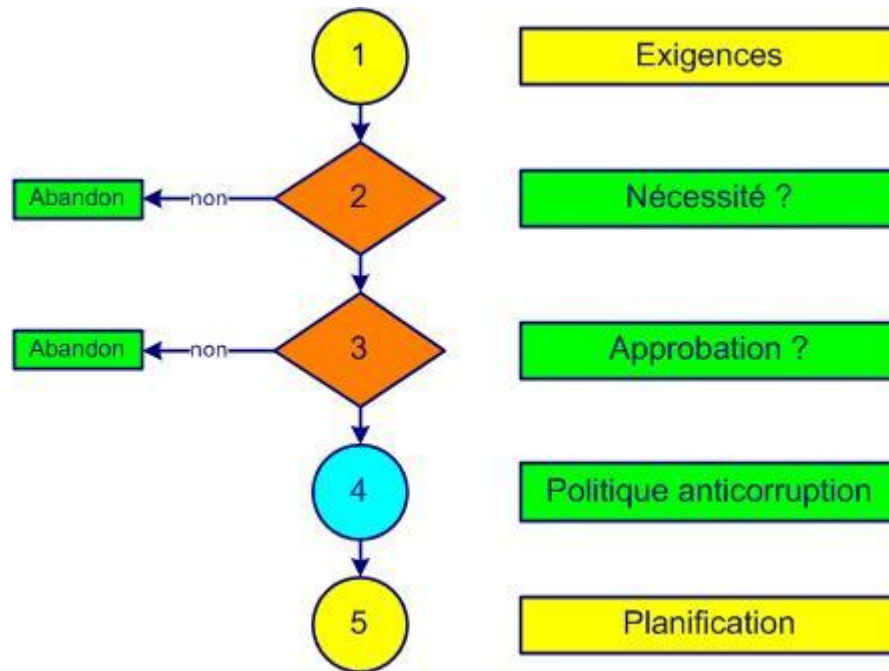 1
Exigences
Abandon
non
2
Nécessité ?
Abandon
non
3
Approbation ?
4
Politique anticorruption
5
Planification